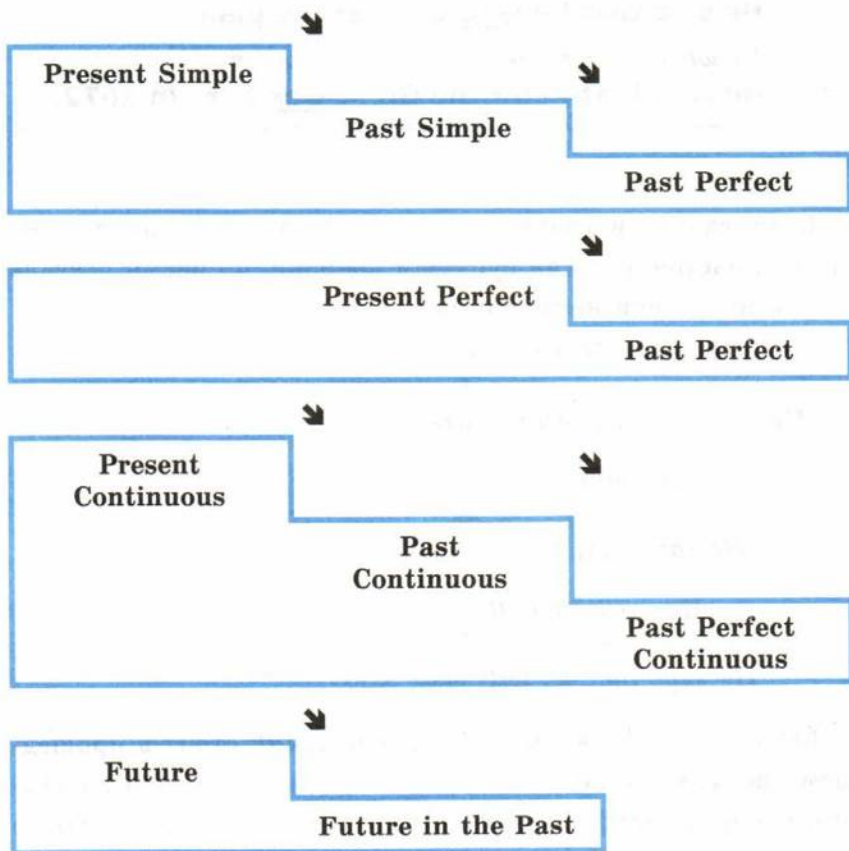 Present Simple
Past Simple
Past Perfect
Present Perfect
Past Perfect
Present
Continuous
Past
Continuous
Past Perfect
Continuous
Future
Future in the Past